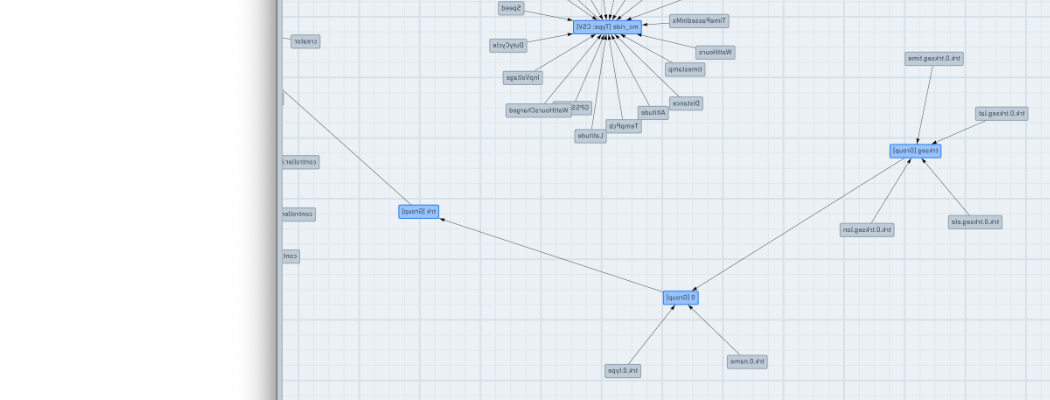 Speed
TimePassedInMs
mc_ride [Type: CSV]
creator
DutyCycle
WattHours
trk.0.trkseg.time
timestamp
InpVoltage
Distance
WattHoursCharged
GPSS
Altitude
trk.0.trkseg.lat
TempPcb
Latitude
trkseg [Group]
controller.i
trk [Group]
controller
trk.0.trkseg.ele
trk.0.trkseg.lon
cont
0 [Group]
trk.0.name
trk.0.type